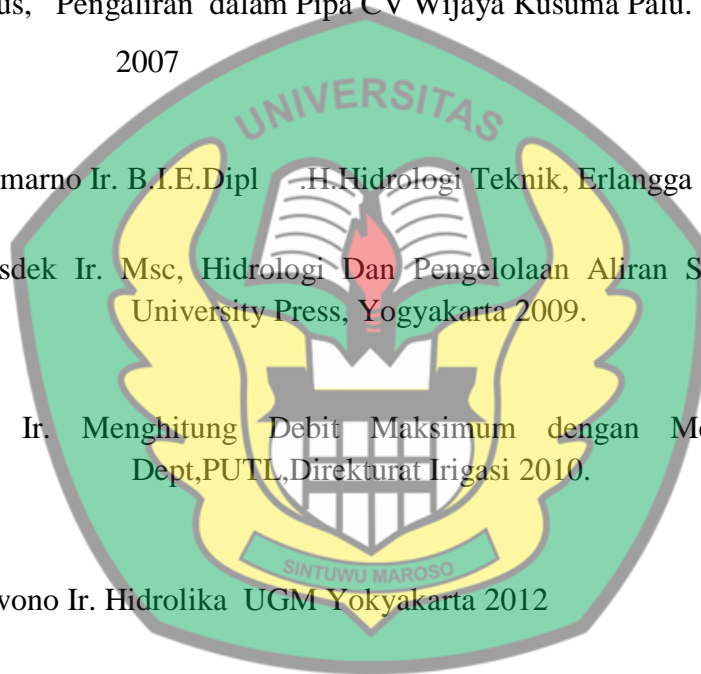 us, Pengaliran dalam Pipa CV Wijaya Kusuma Palu.
2007
UNIVERSITAS
marno Ir. B.I.E.Dipl .H.Hidrologi Teknik, Erlangga
sdek Ir. Msc, Hidrologi Dan Pengelolaan Aliran S
University Press, Yogyakarta 2009.
Ir. Menghitung Debit Maksimum dengan Me
Dept,PUTL,Direkturat Irigasi 2010.
SINTUWU MAROSO
vono Ir. Hidrolika UGM Yokyakarta 2012